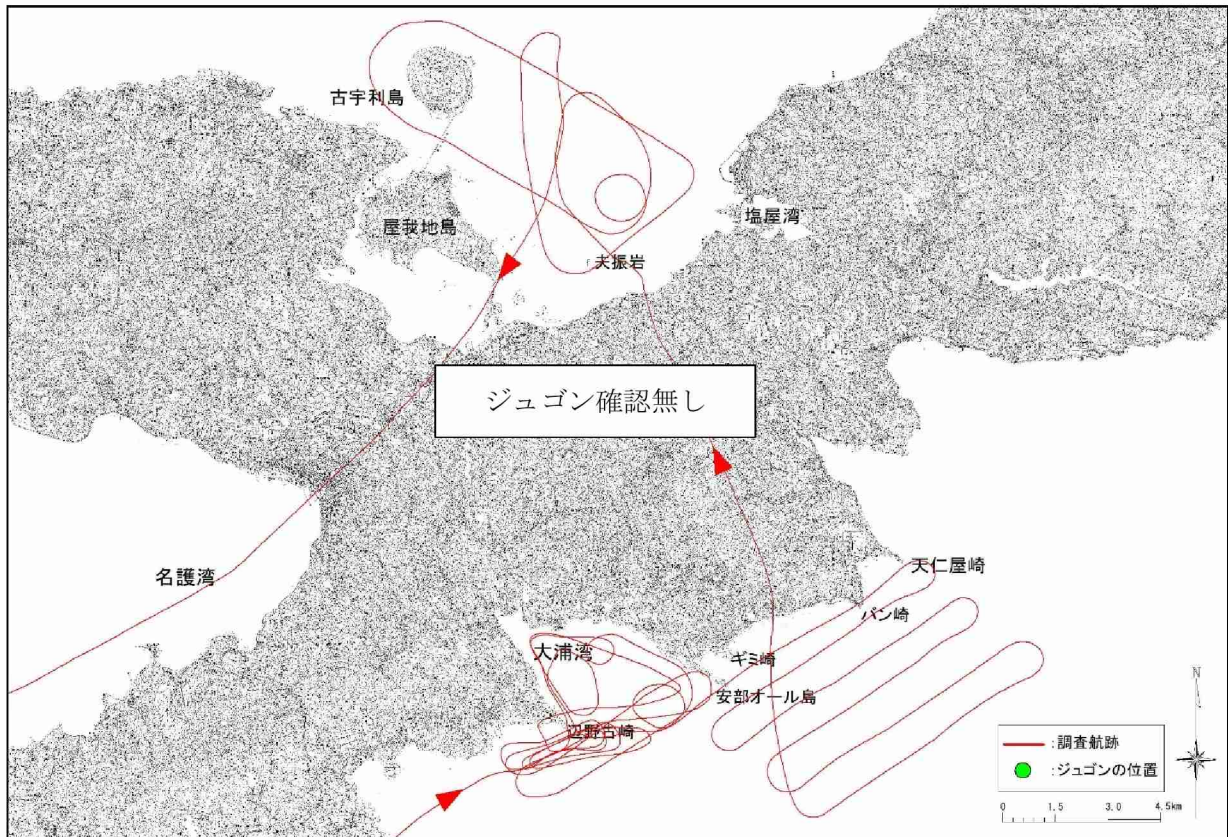 古宇利島
屋我地島
塩屋湾
夫振岩
ジュゴン確認無し
名護湾
天仁屋崎
バン崎
大浦湾
ギミ崎
安部オール島
辺野古崎
N
:調査航跡
:ジュゴンの位置
0 1.5 3.0 4.5km